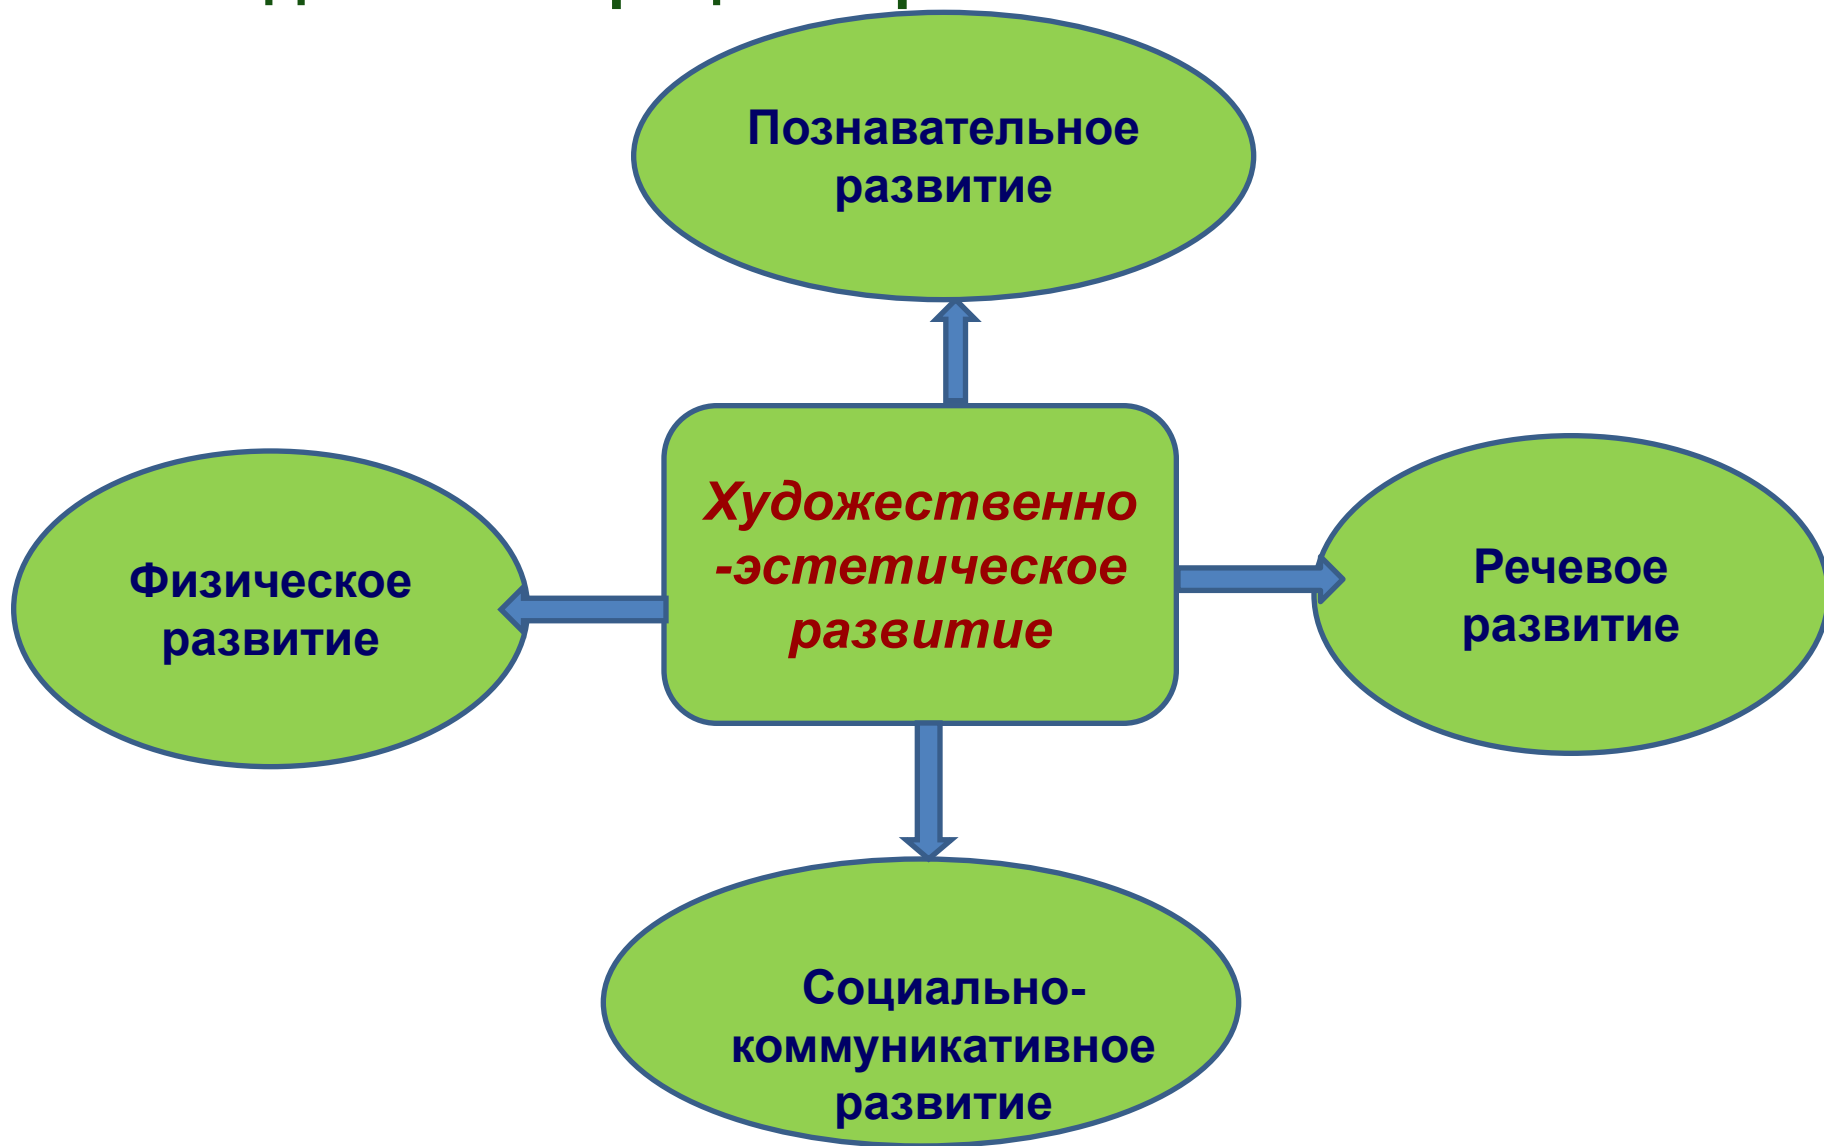 Познавательное
развитие
Художественно
-эстетическое
развитие
Физическое
развитие
Речевое
развитие
Социально-
коммуникативное
развитие